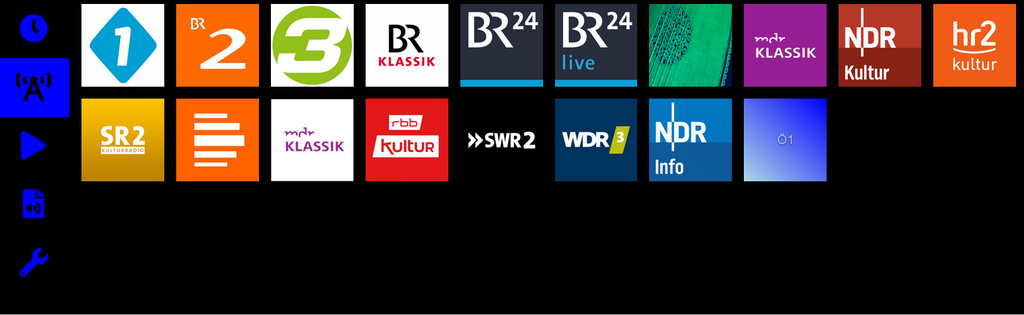 1
BR
2
3
BR
KLASSIK
BR24
BR24
live
mdr
KLASSIK
NDR
Kultur
hr2
kultur
SR2
KULTURRADIO
mdr
KLASSIK
rbb
kultur
SWR2
WDR 3
NDR
Info
Ö1